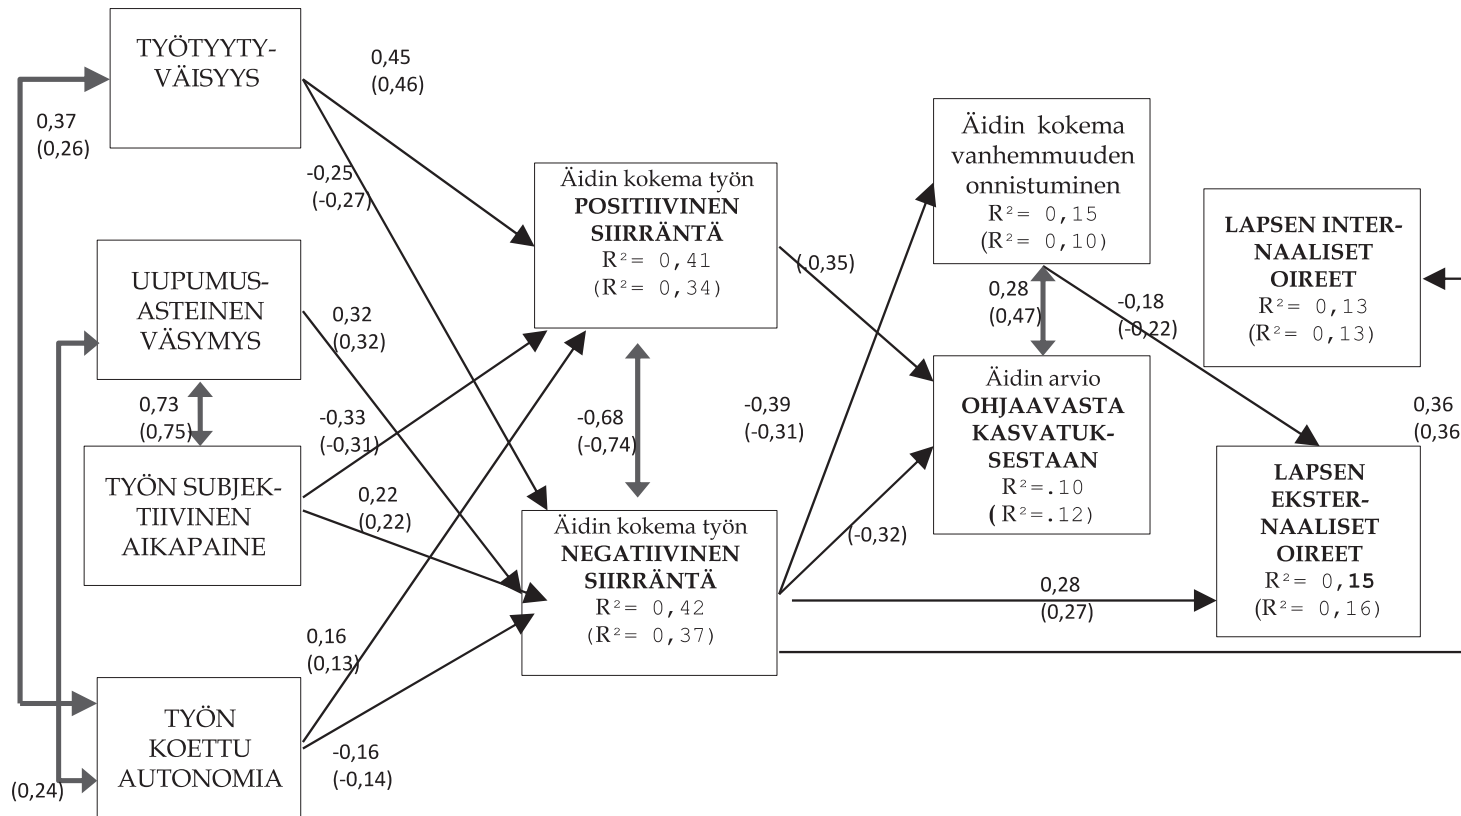 TYÖTYYTY-
VÄISYYS
0,45
(0,46)
0,37
(0,26)
-0,25
(-0,27)
Äidin kokema työn
POSITIIVINEN
SIIRRÄNTÄ
R²= 0,41
(R²= 0,34)
Äidin kokema
vanhemmuuden
onnistuminen
R²= 0,15
(R²= 0,10)
LAPSEN INTER-
NAALISET
OIREET
R²= 0,13
(R²= 0,13)
UUPUMUS-
ASTEINEN
VÄSYMYS
0,32
(0,32)
(-0,35)
0,28
(0,47)
-0,18
(-0,22)
0,73
(0,75)
-0,33
(-0,31)
-0,68
(-0,74)
-0,39
(-0,31)
Äidin arvio
OHJAAVASTA
KASVATUK-
SESTAAN
R²=.10
(R²=.12)
0,36
(0,36
TYÖN SUBJEK-
TIIVINEN
AIKAPAINE
0,22
(0,22)
Äidin kokema työn
NEGATIIVINEN
SIIRRÄNTÄ
R²= 0,42
(R²= 0,37)
(-0,32)
0,28
(0,27)
LAPSEN
EKSTER-
NAALISET
OIREET
R²= 0,15
(R²= 0,16)
0,16
(0,13)
TYÖN
KOETTU
AUTONOMIA
-0,16
(-0,14)
(0,24)